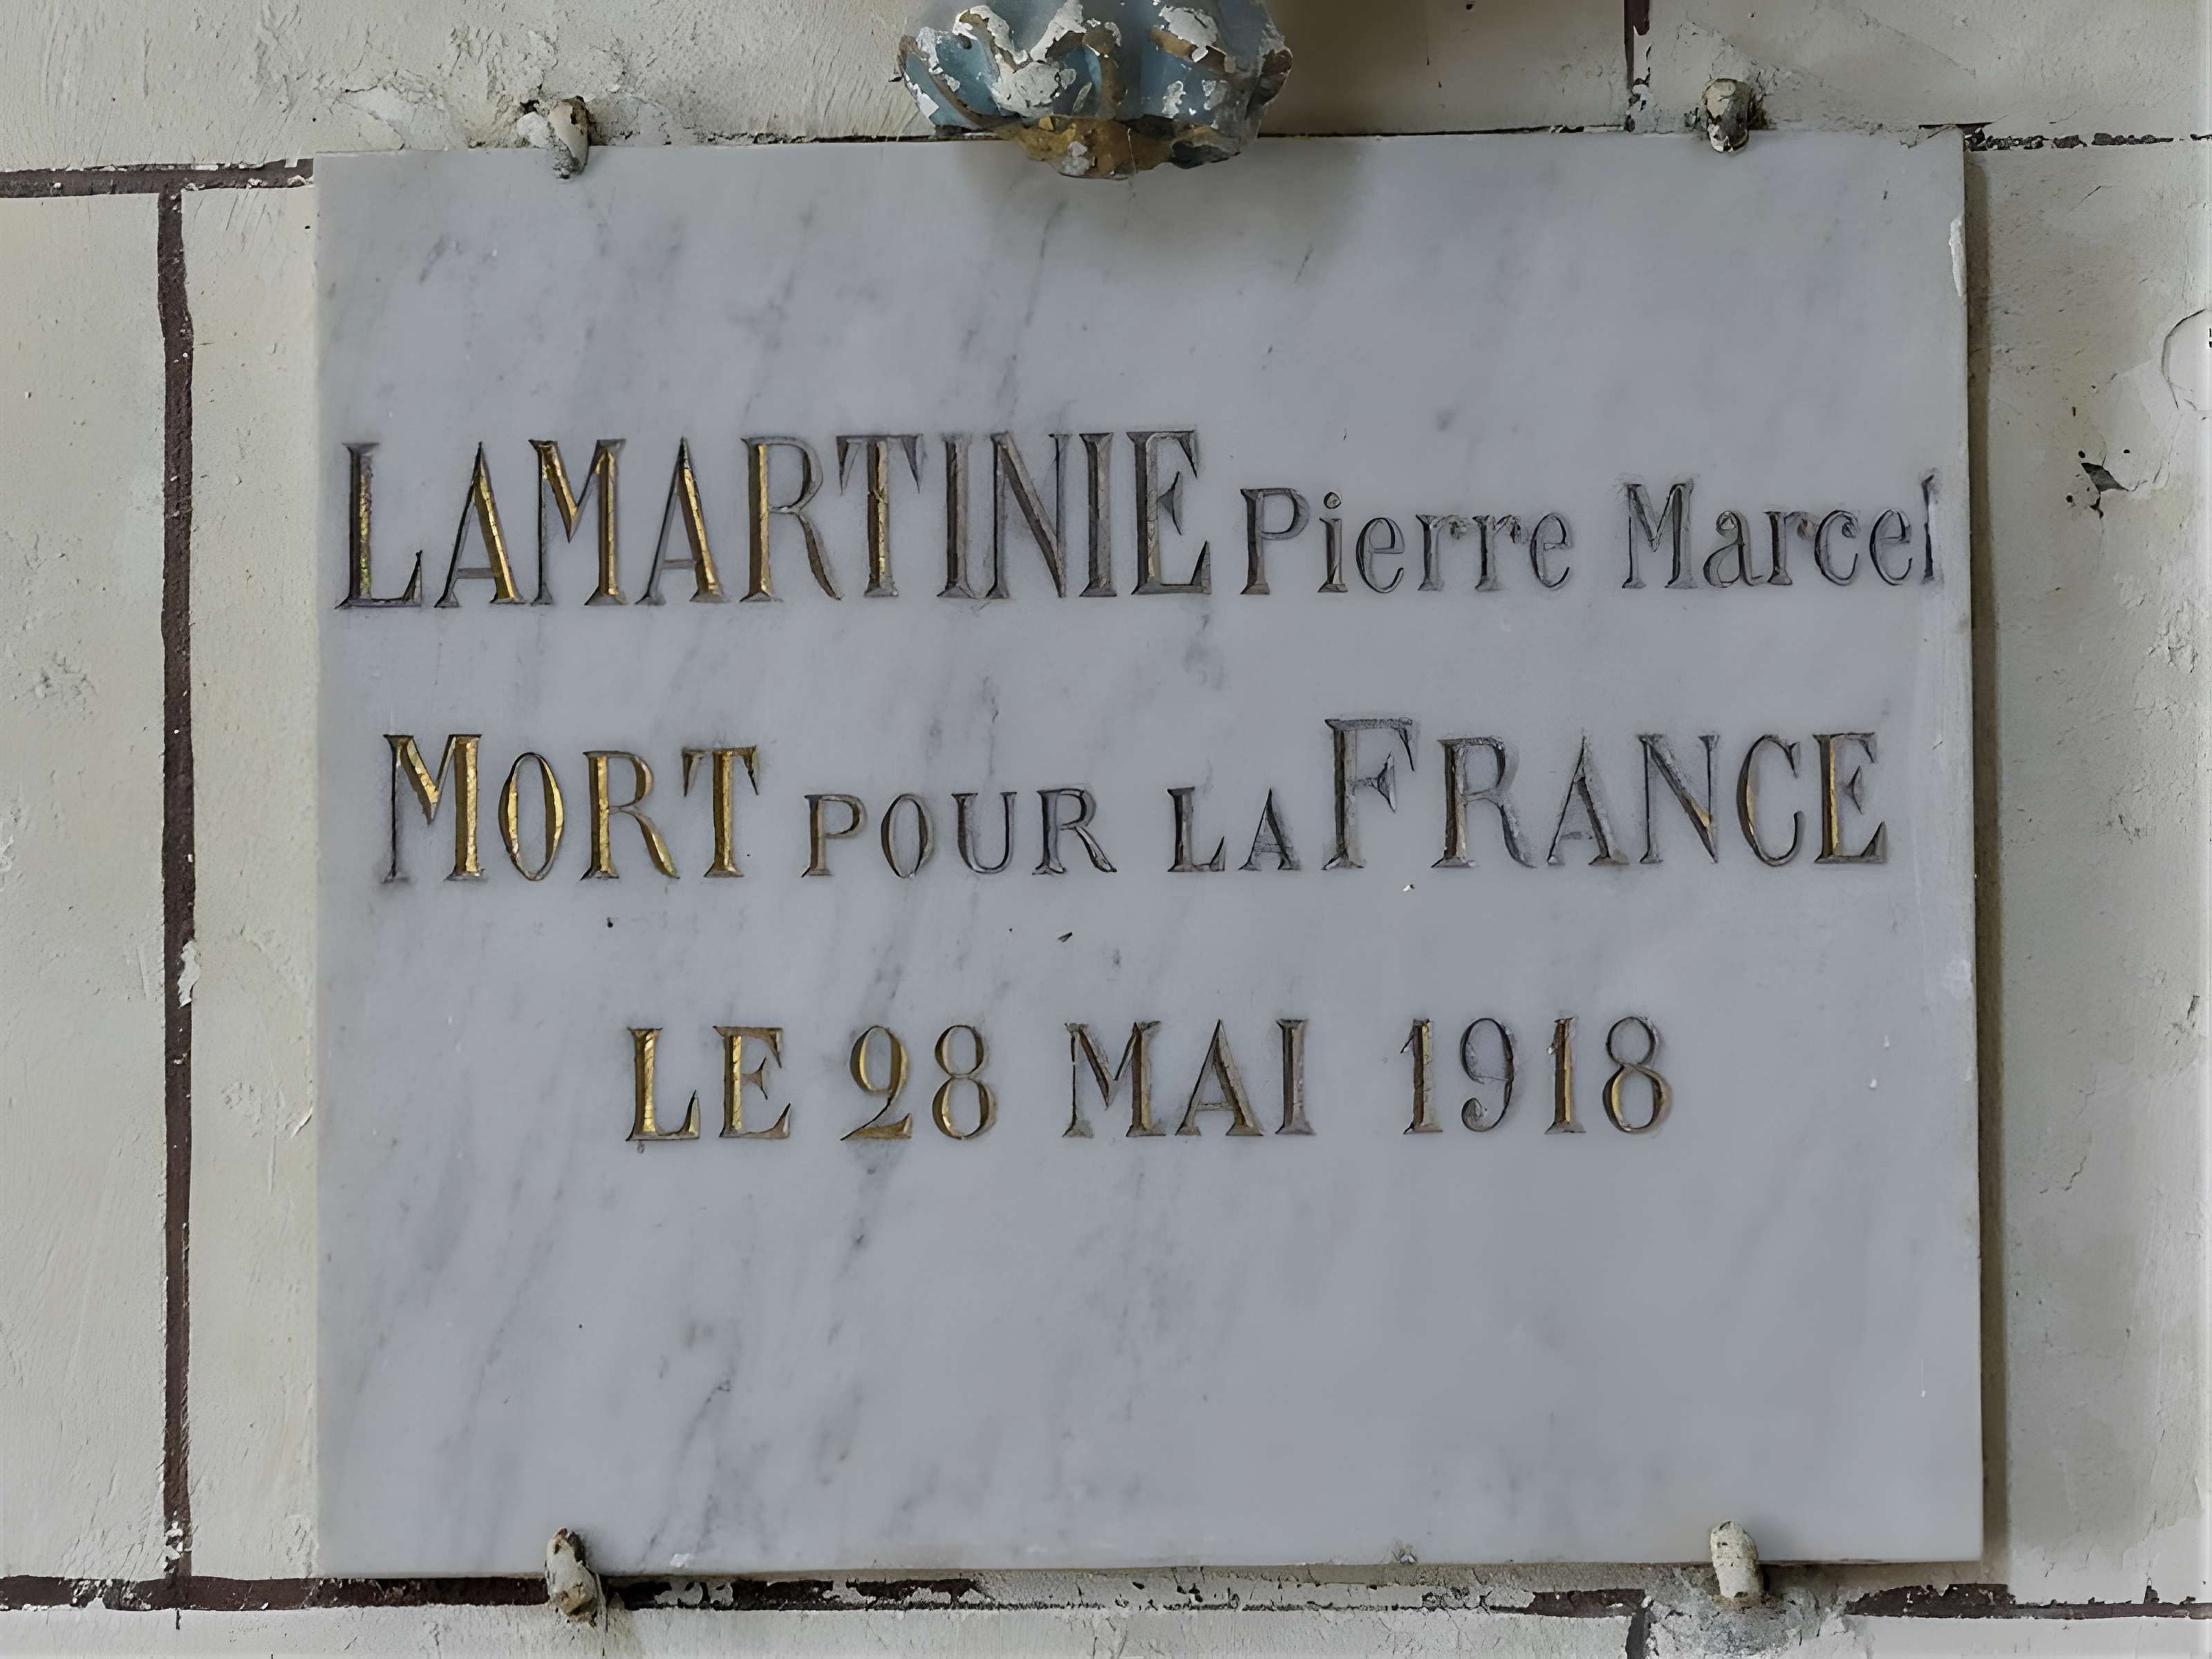 LAMARTINIE Pierre Marcel
MORT POUR LA FRANCE
LE 28 MAI 1918